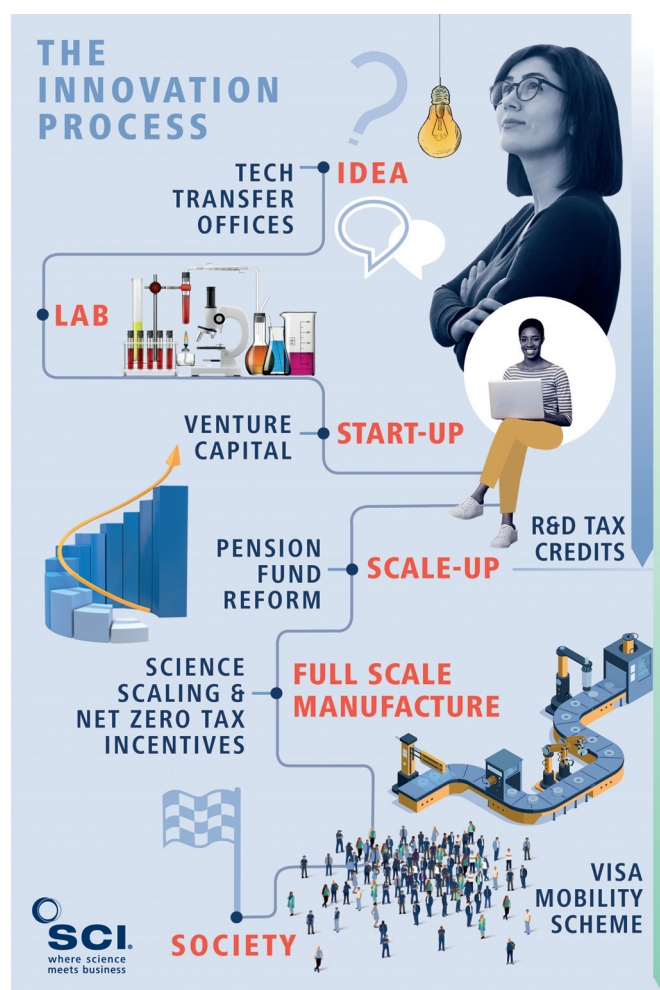 THE
INNOVATION
PROCESS
TECH
TRANSFER
OFFICES
IDEA
LAB
VENTURE
CAPITAL
START-UP
R&D TAX
CREDITS
PENSION
FUND
REFORM
SCALE-UP
SCIENCE
SCALING &
NET ZERO TAX
INCENTIVES
FULL SCALE
MANUFACTURE
VISA
MOBILITY
SCHEME
SOCIETY
SCI®
where science
meets business